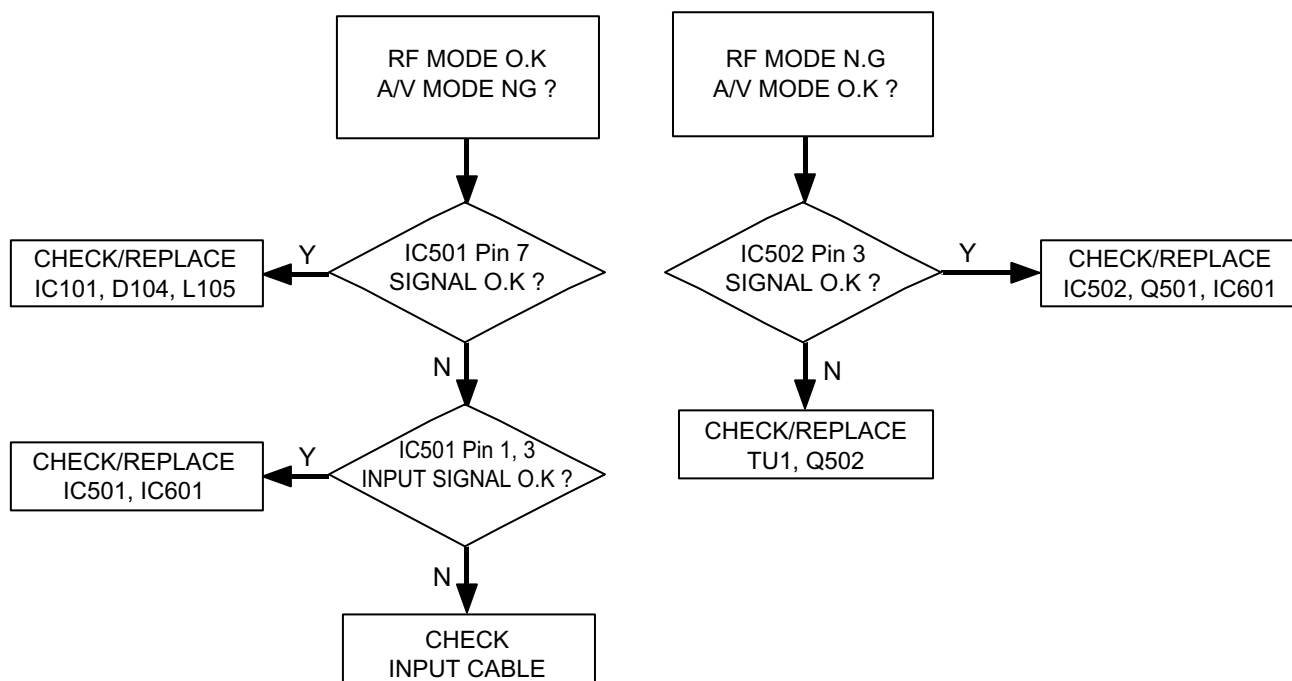 RF MODE O.K
A/V MODE NG ?
IC501 Pin 7
SIGNAL O.K ?
Y
CHECK/REPLACE
IC101, D104, L105
N
IC501 Pin 1, 3
INPUT SIGNAL O.K ?
Y
CHECK/REPLACE
IC501, IC601
N
CHECK
INPUT CABLE
RF MODE N.G
A/V MODE O.K ?
IC502 Pin 3
SIGNAL O.K ?
Y
CHECK/REPLACE
IC502, Q501, IC601
N
CHECK/REPLACE
TU1, Q502